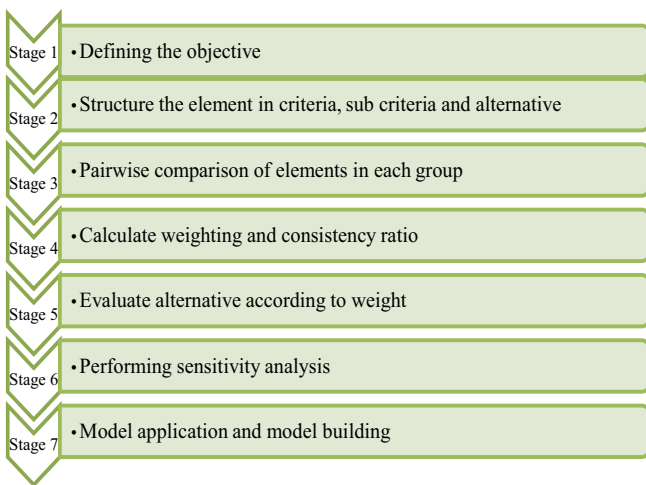 Stage 1
•Defining the objective
Stage 2
•Structure the element in criteria, sub criteria and alternative
Stage 3
•Pairwise comparison of elements in each group
Stage 4
•Calculate weighting and consistency ratio
Stage 5
•Evaluate alternative according to weight
Stage 6
•Performing sensitivity analysis
Stage 7
•Model application and model building